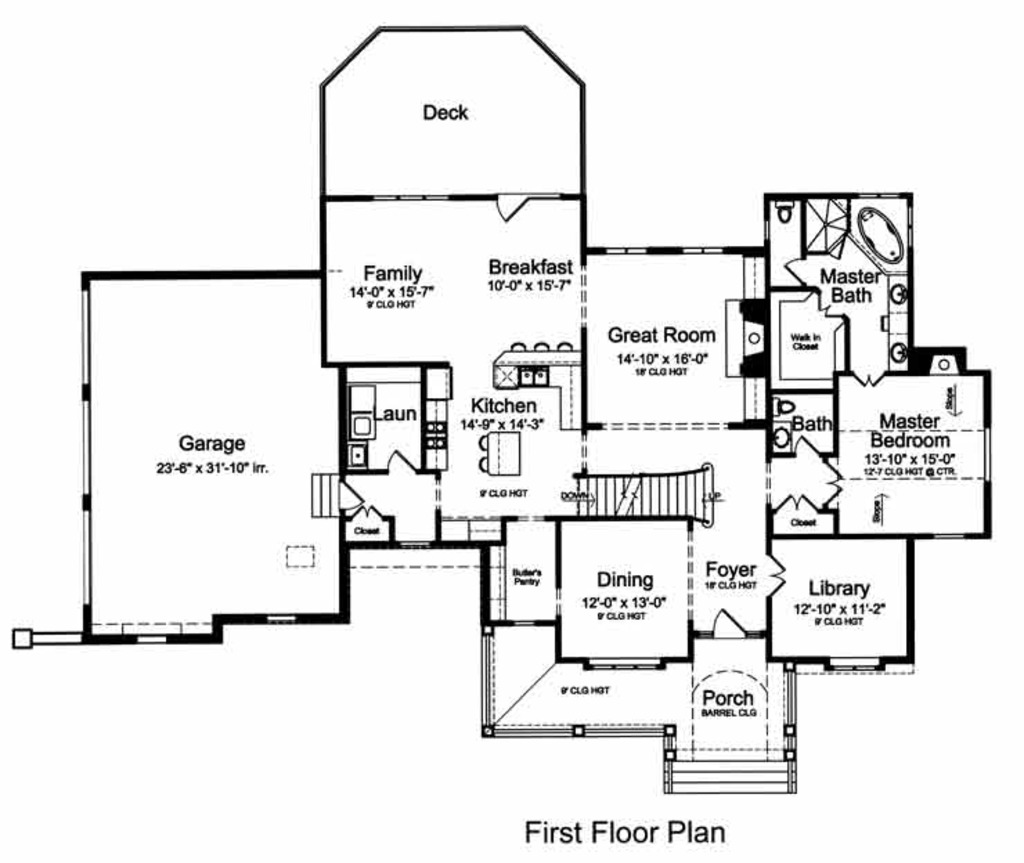 Deck
Family
14'-0" x 15'-7"
9' CLG HGT
Breakfast
10'-0" x 15'-7"
Great Room
14'-10" x 16'-0"
18' CLG HGT
Master
Bath
Walk In
Closet
Slope
Laun
Kitchen
14'-9" x 14'-3"
9' CLG HGT
Bath
Master
Bedroom
13'-10" x 15'-0"
12'-7 CLG HGT @ CTR.
Slope
Garage
23'-6" x 31'-10" irr.
DOWN
UP
Closet
Closet
Butler's
Pantry
Dining
12'-0" x 13'-0"
9' CLG HGT
Foyer
18' CLG HGT
Library
12'-10" x 11'-2"
9' CLG HGT
9' CLG HGT
Porch
BARREL CLG
First Floor Plan